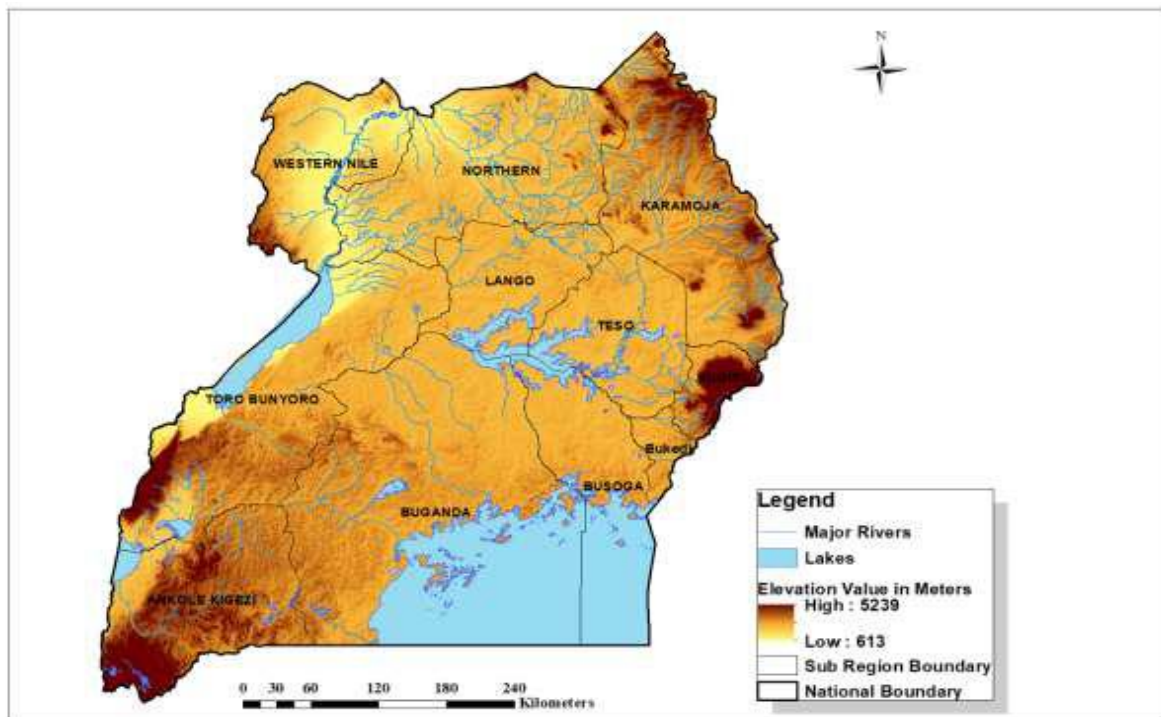 N
WESTERN NILE
NORTHERN
KARAMOJA
LANGO
TESO
TORO BUNYORO
Bukedi
BUSOGA
BUGANDA
ANKOLE KIGEZI
Legend
Major Rivers
Lakes
Elevation Value in Meters
High : 5239
Low : 613
Sub Region Boundary
National Boundary
0 30 60 120 180 240
Kilometers